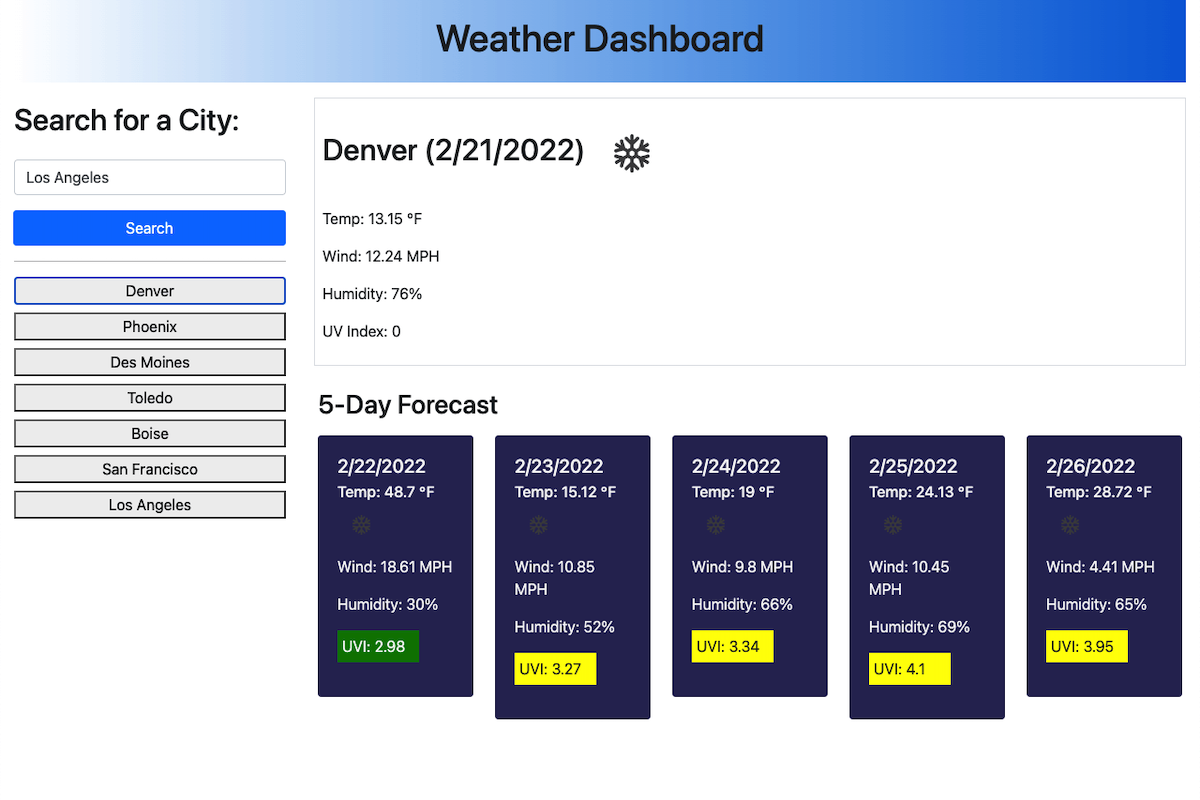 Weather Dashboard
Search for a City:
Los Angeles
Search
Denver
Phoenix
Des Moines
Toledo
Boise
San Francisco
Los Angeles
Denver (2/21/2022)
Temp: 13.15 °F
Wind: 12.24 MPH
Humidity: 76%
UV Index: 0
5-Day Forecast
2/22/2022
Temp: 48.7 °F
Wind: 18.61 MPH
Humidity: 30%
UVI: 2.98
2/23/2022
Temp: 15.12 °F
Wind: 10.85
MPH
Humidity: 52%
UVI: 3.27
2/24/2022
Temp: 19 °F
Wind: 9.8 MPH
Humidity: 66%
UVI: 3.34
2/25/2022
Temp: 24.13 °F
Wind: 10.45
MPH
Humidity: 69%
UVI: 4.1
2/26/2022
Temp: 28.72 °F
Wind: 4.41 MPH
Humidity: 65%
UVI: 3.95